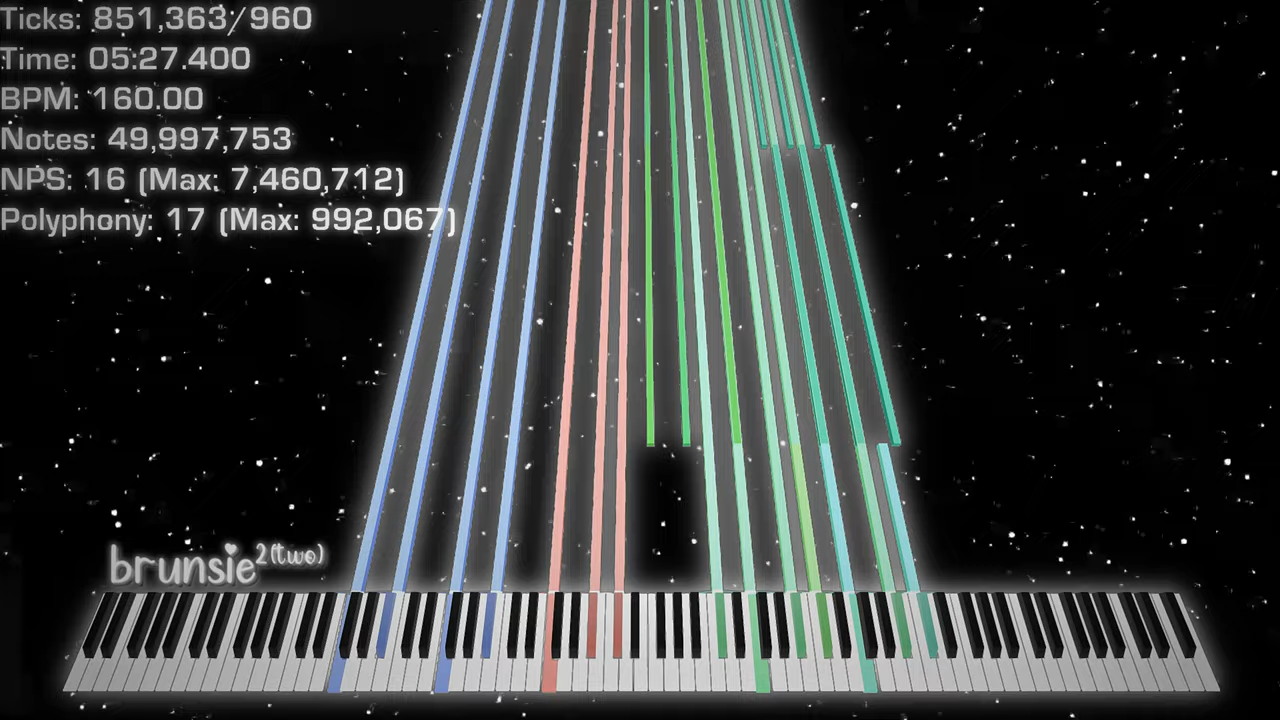 Ticks: 851,363/960
Time: 05:27.400
BPM: 160.00
Notes: 49,997,753
NPS: 16 (Max: 7,460,712)
Polyphony: 17 (Max: 992,067)
brunsie2(two)